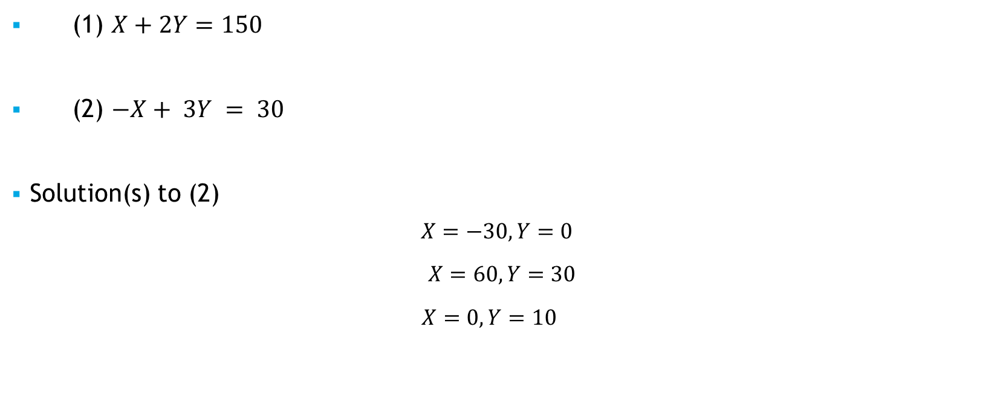 ▪ (1) X + 2Y = 150
▪ (2) −X + 3Y = 30
▪ Solution(s) to (2)
X = −30, Y = 0
X = 60, Y = 30
X = 0, Y = 10